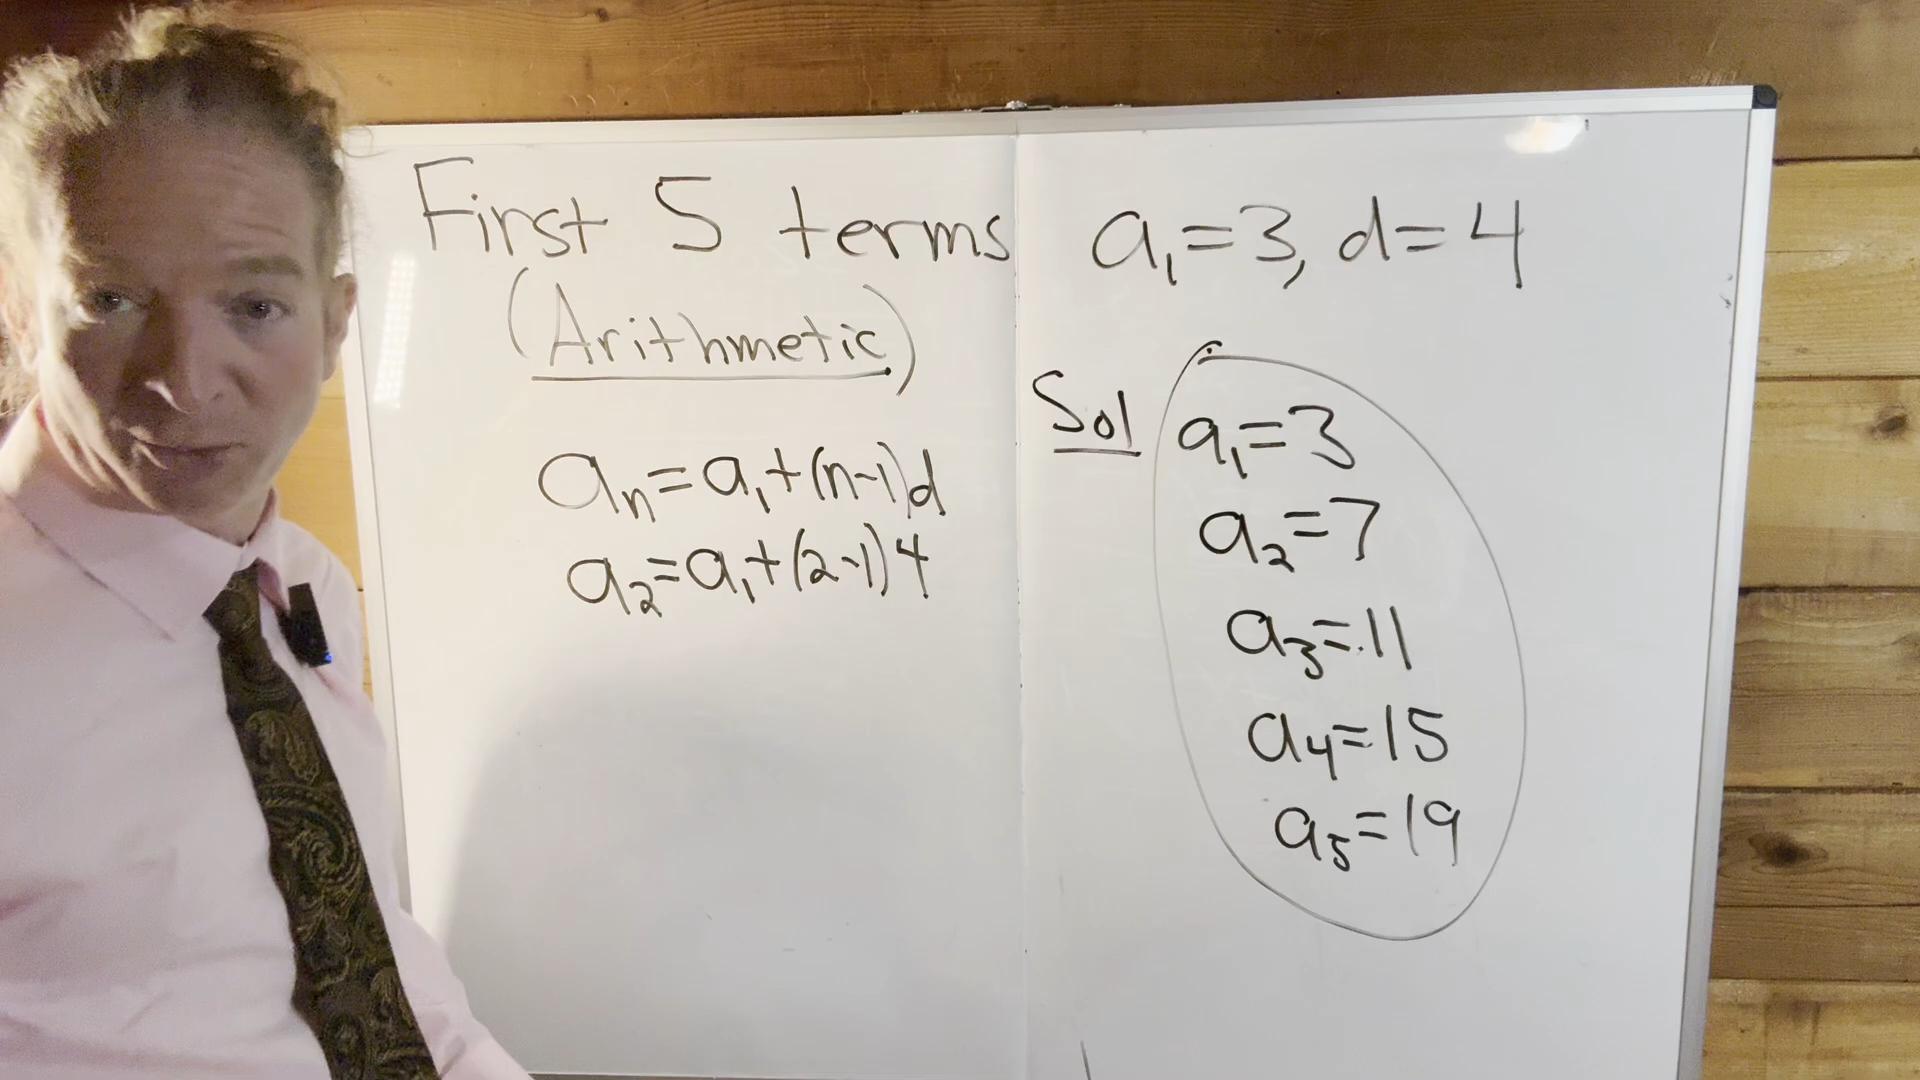 First 5 terms
(Arithmetic)
aₙ=a₁+(n-1)d
a₂=a₁+(2-1)4
a₁=3, d=4
Sol
a₁=3
a₂=7
a₃=11
a₄=15
a₅=19